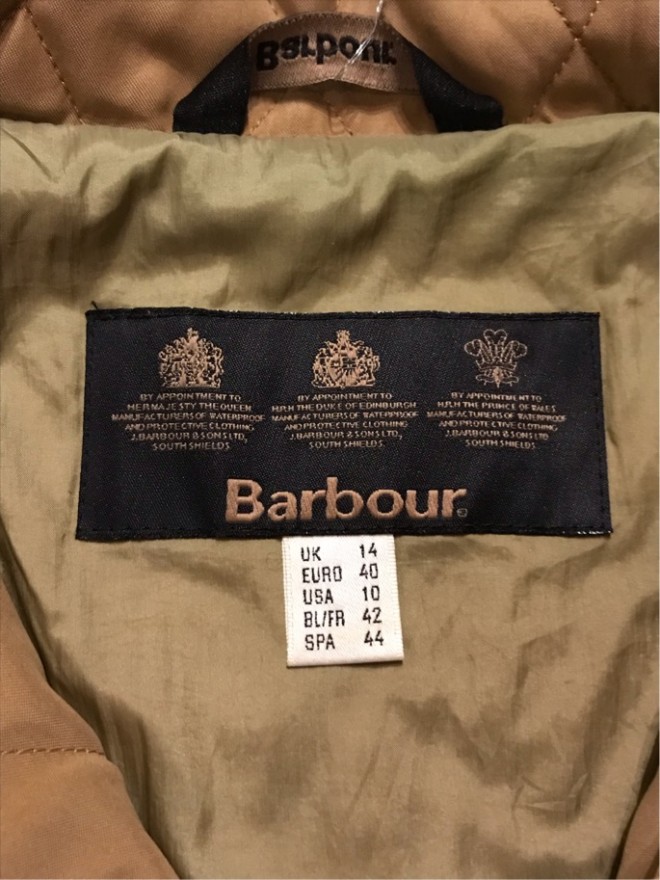 Barbour
BY APPOINTMENT TO
HER MAJESTY THE QUEEN
MANUFACTURERS OF WATERPROOF
AND PROTECTIVE CLOTHING
J. BARBOUR & SONS LTD,
SOUTH SHIELDS
BY APPOINTMENT TO
H.R.H THE DUKE OF EDINBURGH
MANUFACTURERS OF WATERPROOF
AND PROTECTIVE CLOTHING
J. BARBOUR & SONS LTD,
SOUTH SHIELDS.
BY APPOINTMENT TO
H.R.H THE PRINCE OF WALES
MANUFACTURERS OF WATERPROOF
AND PROTECTIVE CLOTHING
J. BARBOUR & SONS LTD,
SOUTH SHIELDS
Barbour
UK 14
EURO 40
USA 10
BL/FR 42
SPA 44